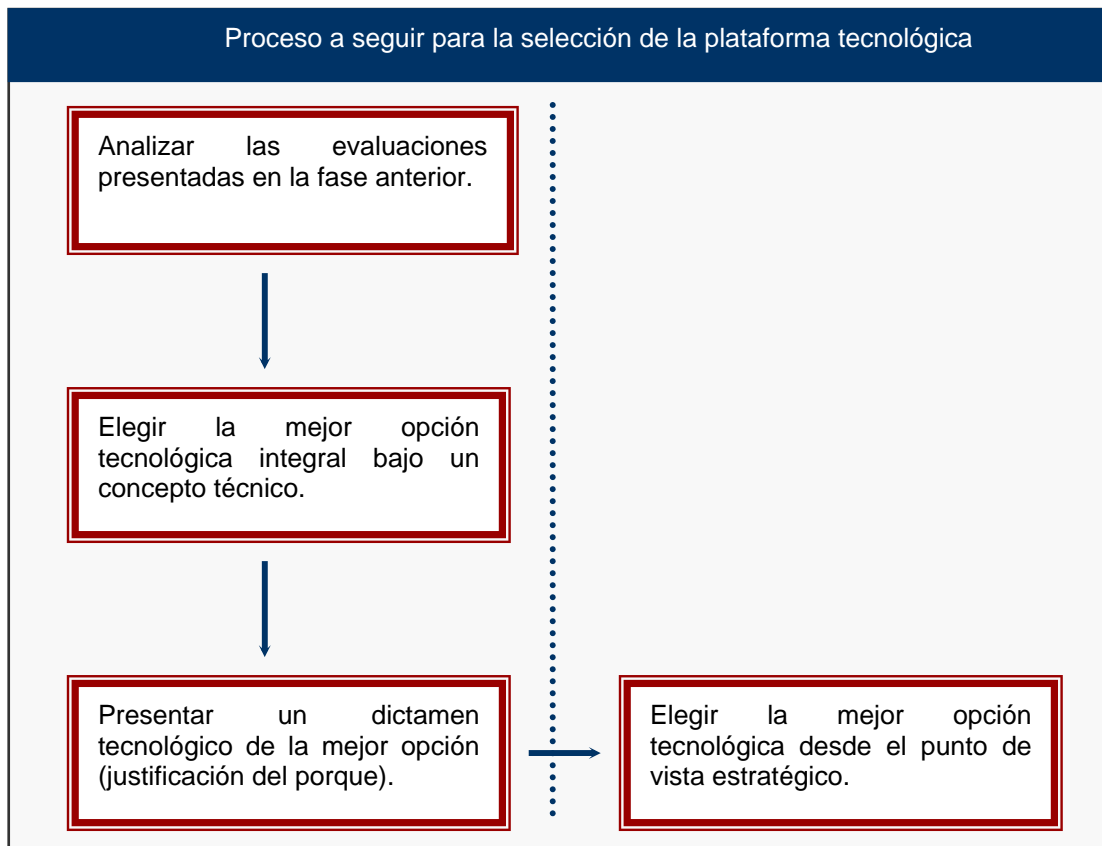 Proceso a seguir para la selección de la plataforma tecnológica
Analizar las evaluaciones
presentadas en la fase anterior.
Elegir la mejor opción
tecnológica integral bajo un
concepto técnico.
Presentar un dictamen
tecnológico de la mejor opción
(justificación del porque).
Elegir la mejor opción
tecnológica desde el punto de
vista estratégico.